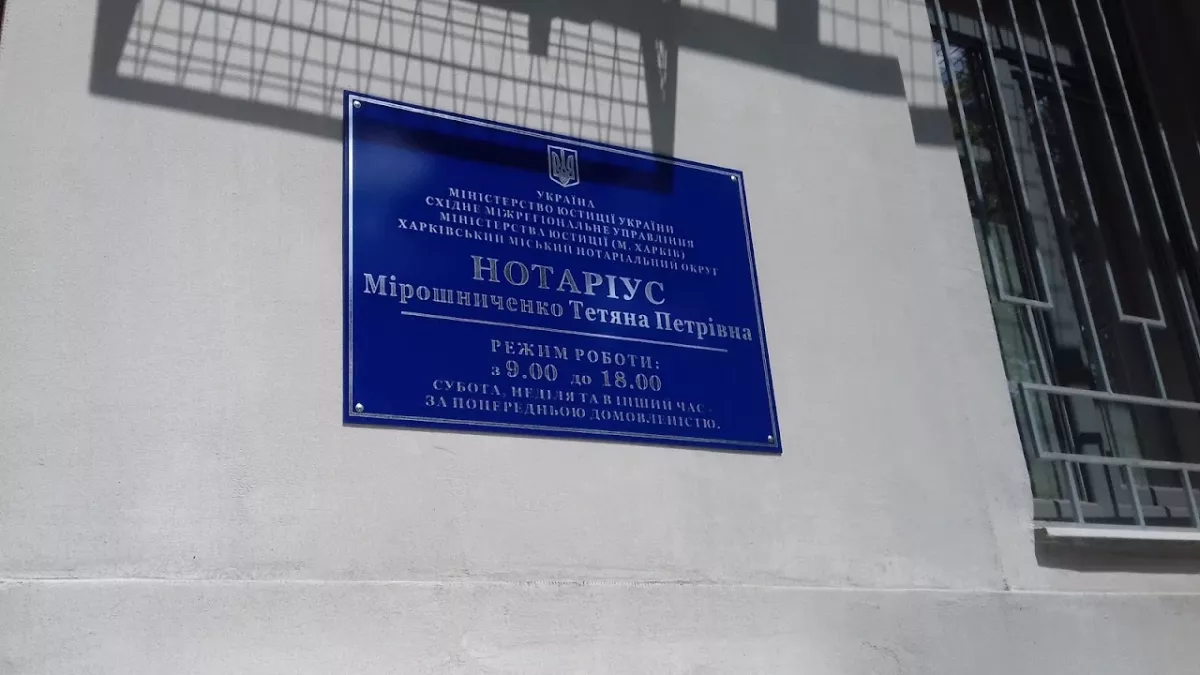 УКРАЇНА
МІНІСТЕРСТВО ЮСТИЦІЇ УКРАЇНИ
СХІДНЕ МІЖРЕГІОНАЛЬНЕ УПРАВЛІННЯ
МІНІСТЕРСТВА ЮСТИЦІЇ (М. ХАРКІВ)
ХАРКІВСЬКИЙ МІСЬКИЙ НОТАРІАЛЬНИЙ ОКРУГ
НОТАРІУС
Мірошниченко Тетяна Петрівна
РЕЖИМ РОБОТИ:
з 9.00 до 18.00
СУБОТА, НЕДІЛЯ ТА В ІНШИЙ ЧАС -
ЗА ПОПЕРЕДНЬОЮ ДОМОВЛЕНІСТЮ.